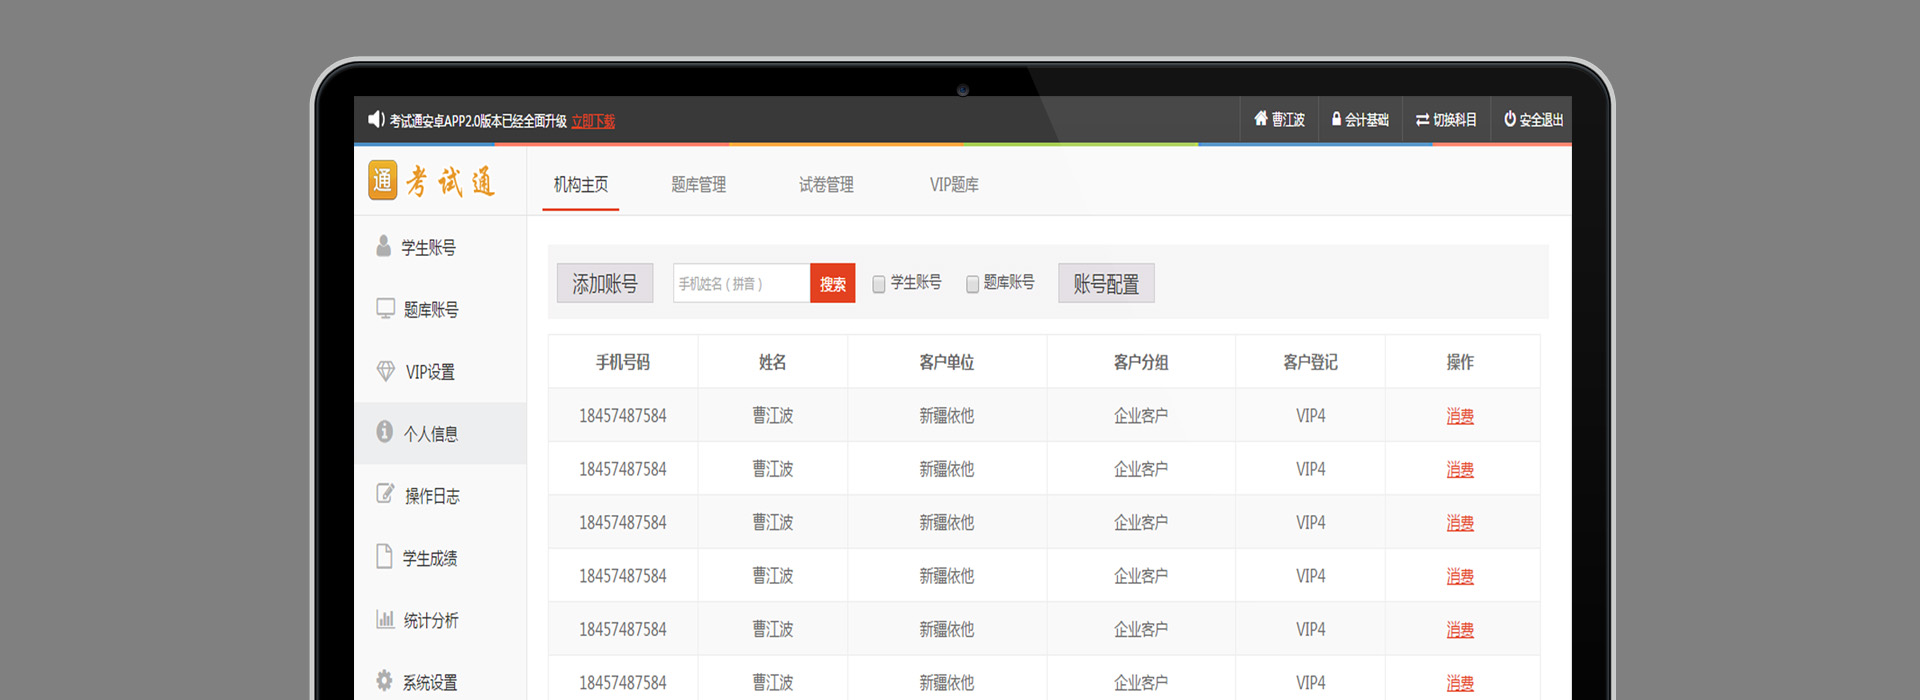 考试通安卓APP2.0版本已经全面升级 立即下载 曹江波 会计基础 切换科目 安全退出
通 考试通 机构主页 题库管理 试卷管理 VIP题库
学生账号
题库账号
VIP设置
个人信息
操作日志
学生成绩
统计分析
系统设置
添加账号 手机姓名（拼音） 搜索 学生账号 题库账号 账号配置
手机号码 姓名 客户单位 客户分组 客户登记 操作
18457487584 曹江波 新疆依他 企业客户 VIP4 消费
18457487584 曹江波 新疆依他 企业客户 VIP4 消费
18457487584 曹江波 新疆依他 企业客户 VIP4 消费
18457487584 曹江波 新疆依他 企业客户 VIP4 消费
18457487584 曹江波 新疆依他 企业客户 VIP4 消费
18457487584 曹江波 新疆依他 企业客户 VIP4 消费